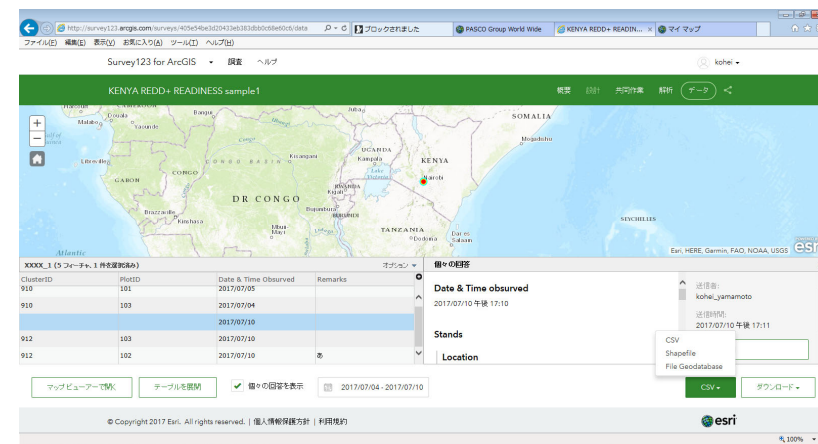 http://survey123.arcgis.com/surveys/405e54be3d20433eb383dbb0c68e60c6/data
ブロックされました
PASCO Group World Wide
KENYA REDD+ READIN...
マイ マップ
ファイル(F) 編集(E) 表示(V) お気に入り(A) ツール(T) ヘルプ(H)
Survey123 for ArcGIS 調査 ヘルプ kohei
KENYA REDD+ READINESS sample1 概要 設計 共同作業 解析 データ
Douala
Malabo
Yaounde
Bangui
Juba
SOMALIA
Mogadishu
Congo
UGANDA
Kampala
KENYA
Libreville
CONGO BASIN
Kisangani
Nairobi
GABON
CONGO
Lake Victoria
RWANDA
Kigali
DR CONGO
Bujumbura
BURUNDI
Brazzaville
Kinshasa
Mbuji-Mayi
TANZANIA
Dodoma
Dar es Salaam
SEYCHELLES
Atlantic
Esri, HERE, Garmin, FAO, NOAA, USGS
esri
XXXX_1 (5 フィーチャ, 1 件を選択済み) オプション
ClusterID PlotID Date & Time Obsurved Remarks
910 101 2017/07/05
910 103 2017/07/04
2017/07/10
912 103 2017/07/10
912 102 2017/07/10 あ
個々の回答
Date & Time obsurved
2017/07/10 午後 17:10
Stands
Location
送信者:
kohei_yamamoto
送信時間:
2017/07/10 午後 17:11
CSV
Shapefile
File Geodatabase
マップ ビューアーで開く テーブルを展開 個々の回答を表示 2017/07/04 - 2017/07/10 CSV ダウンロード
© Copyright 2017 Esri. All rights reserved. | 個人情報保護方針 | 利用規約 esri
100%